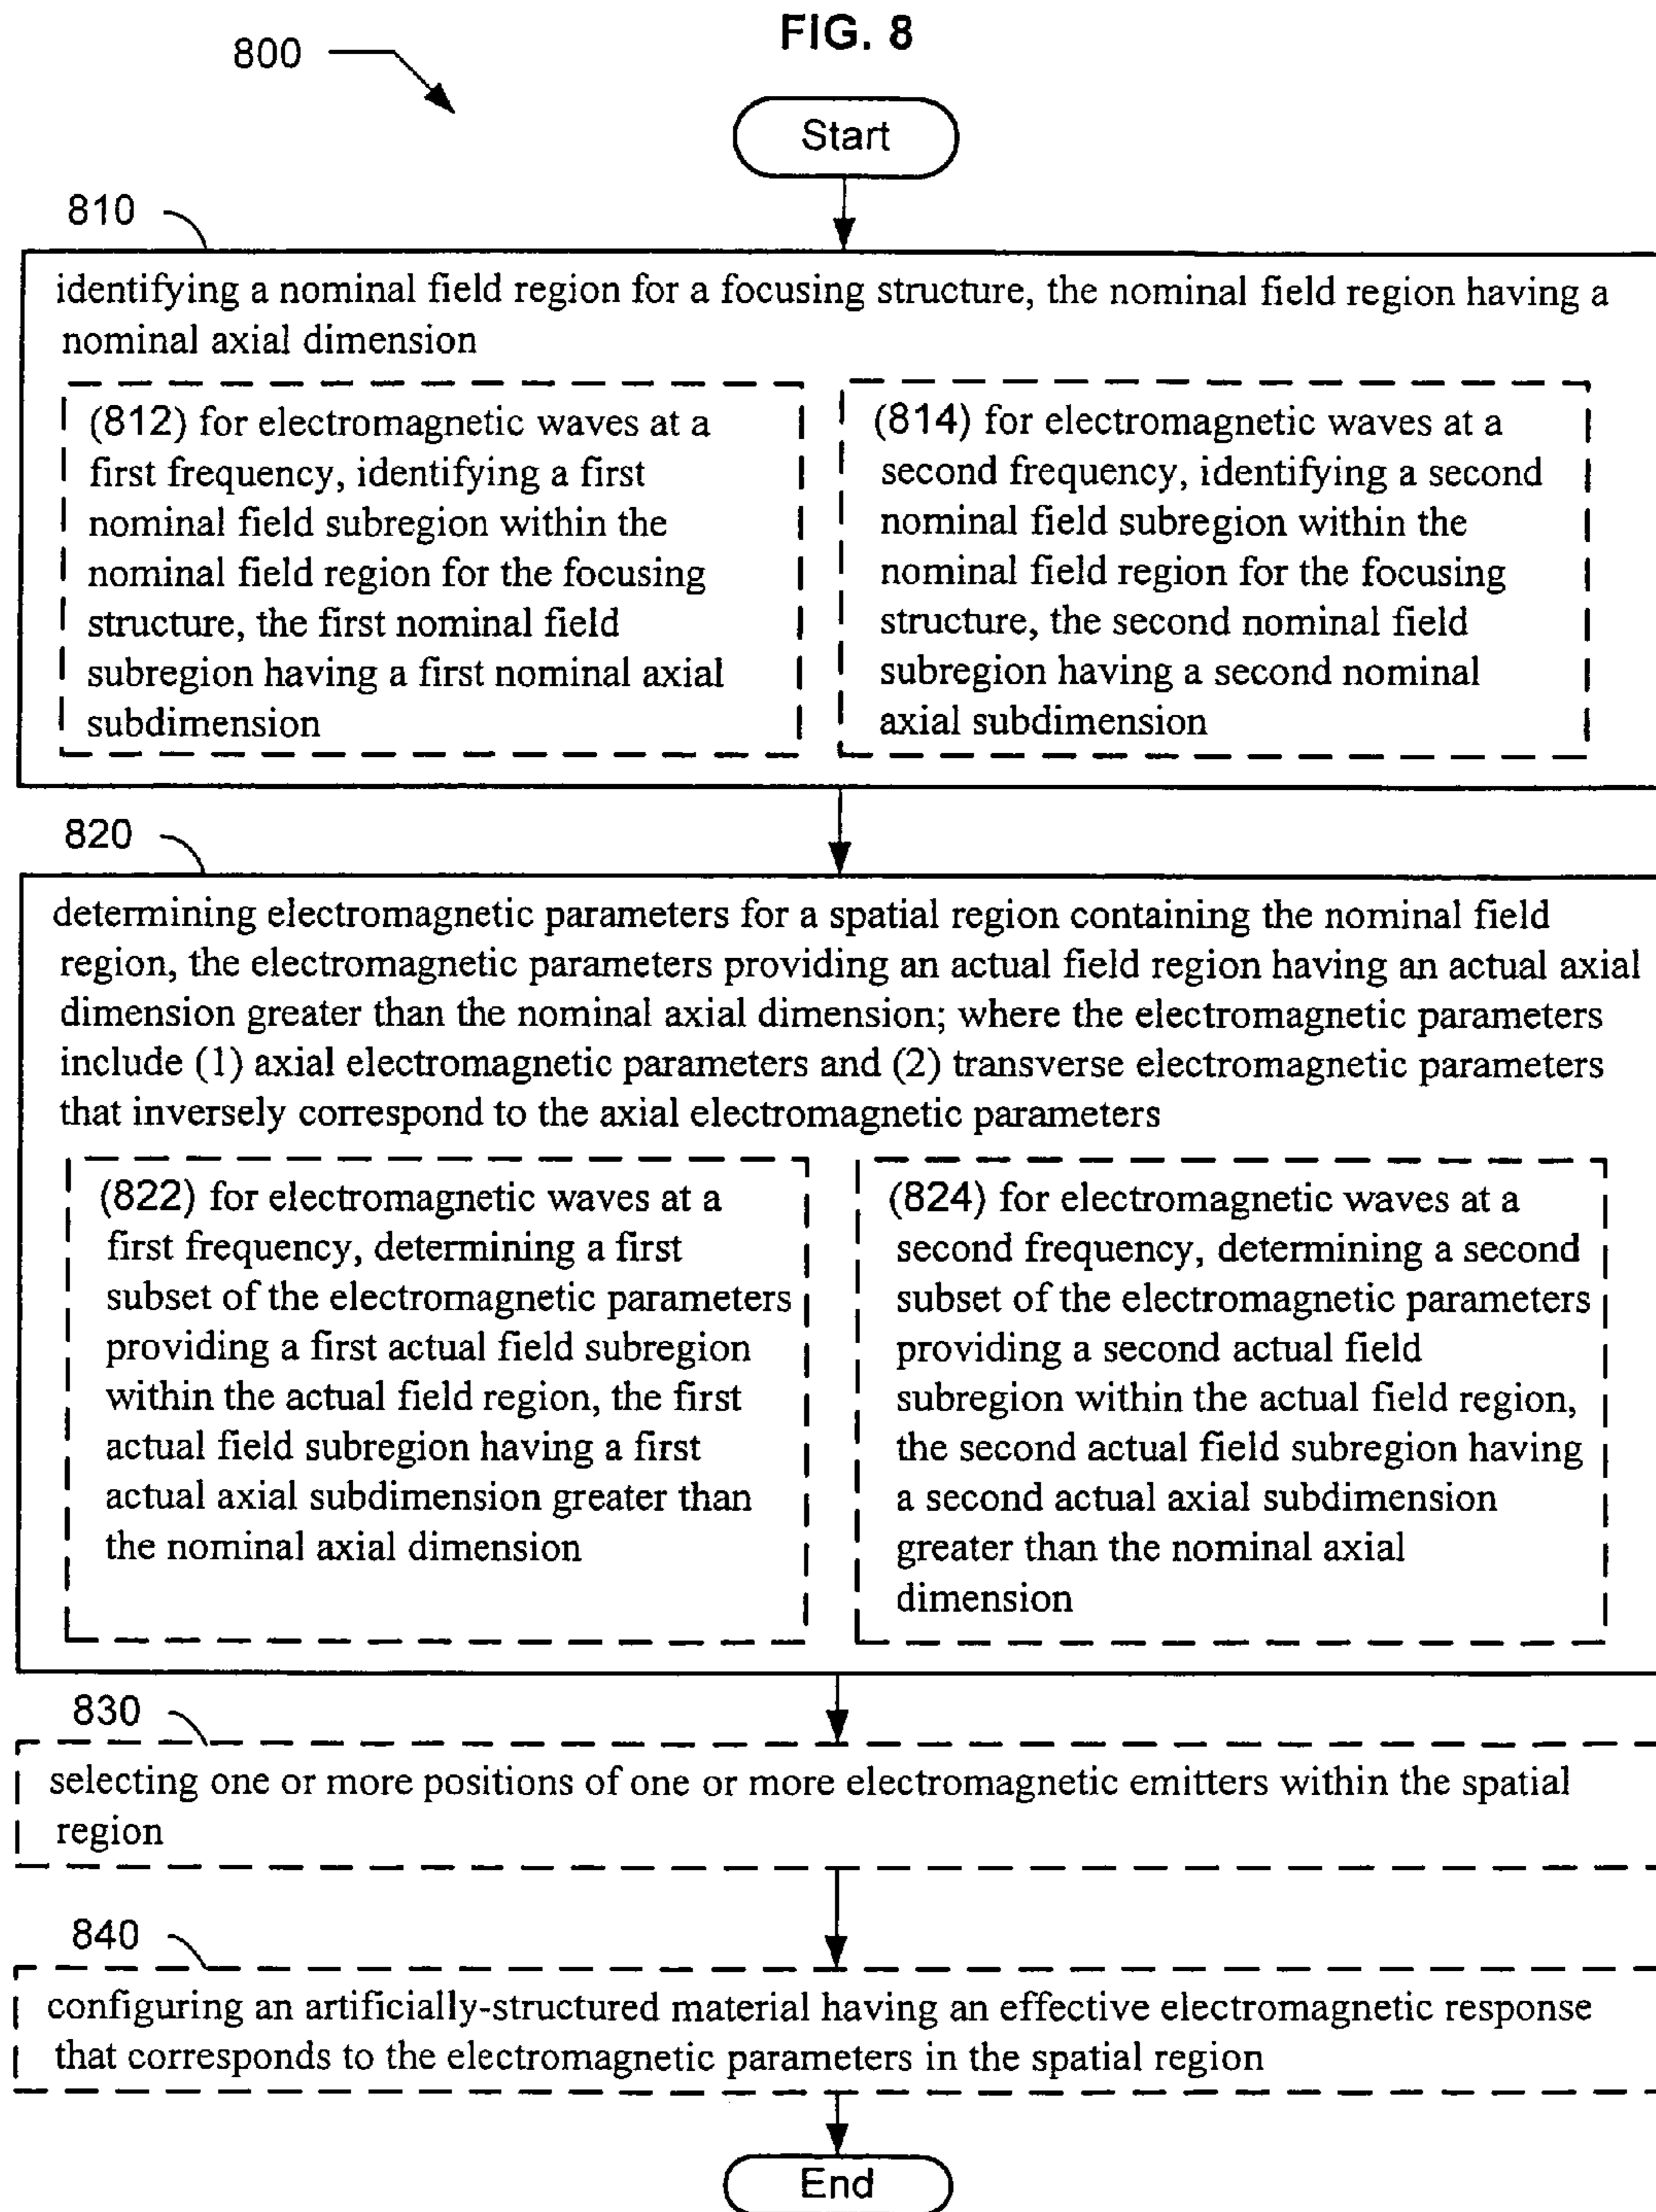 FIG. 8
800
Start
810
identifying a nominal field region for a focusing structure, the nominal field region having a
nominal axial dimension
(812) for electromagnetic waves at a
first frequency, identifying a first
nominal field subregion within the
nominal field region for the focusing
structure, the first nominal field
subregion having a first nominal axial
subdimension
(814) for electromagnetic waves at a
second frequency, identifying a second
nominal field subregion within the
nominal field region for the focusing
structure, the second nominal field
subregion having a second nominal
axial subdimension
820
determining electromagnetic parameters for a spatial region containing the nominal field
region, the electromagnetic parameters providing an actual field region having an actual axial
dimension greater than the nominal axial dimension; where the electromagnetic parameters
include (1) axial electromagnetic parameters and (2) transverse electromagnetic parameters
that inversely correspond to the axial electromagnetic parameters
(822) for electromagnetic waves at a
first frequency, determining a first
subset of the electromagnetic parameters
providing a first actual field subregion
within the actual field region, the first
actual field subregion having a first
actual axial subdimension greater than
the nominal axial dimension
(824) for electromagnetic waves at a
second frequency, determining a second
subset of the electromagnetic parameters
providing a second actual field
subregion within the actual field region,
the second actual field subregion having
a second actual axial subdimension
greater than the nominal axial
dimension
830
selecting one or more positions of one or more electromagnetic emitters within the spatial
region
840
configuring an artificially-structured material having an effective electromagnetic response
that corresponds to the electromagnetic parameters in the spatial region
End